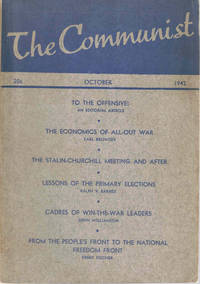 The Communist
20¢ OCTOBER 1942
TO THE OFFENSIVE!
AN EDITORIAL ARTICLE
THE ECONOMICS OF ALL-OUT WAR
EARL BROWDER
THE STALIN-CHURCHILL MEETING AND AFTER
LESSONS OF THE PRIMARY ELECTIONS
RALPH V. BARNES
CADRES OF WIN-THE-WAR LEADERS
JOHN WILLIAMSON
FROM THE PEOPLE'S FRONT TO THE NATIONAL
FREEDOM FRONT
ERNST FISCHER